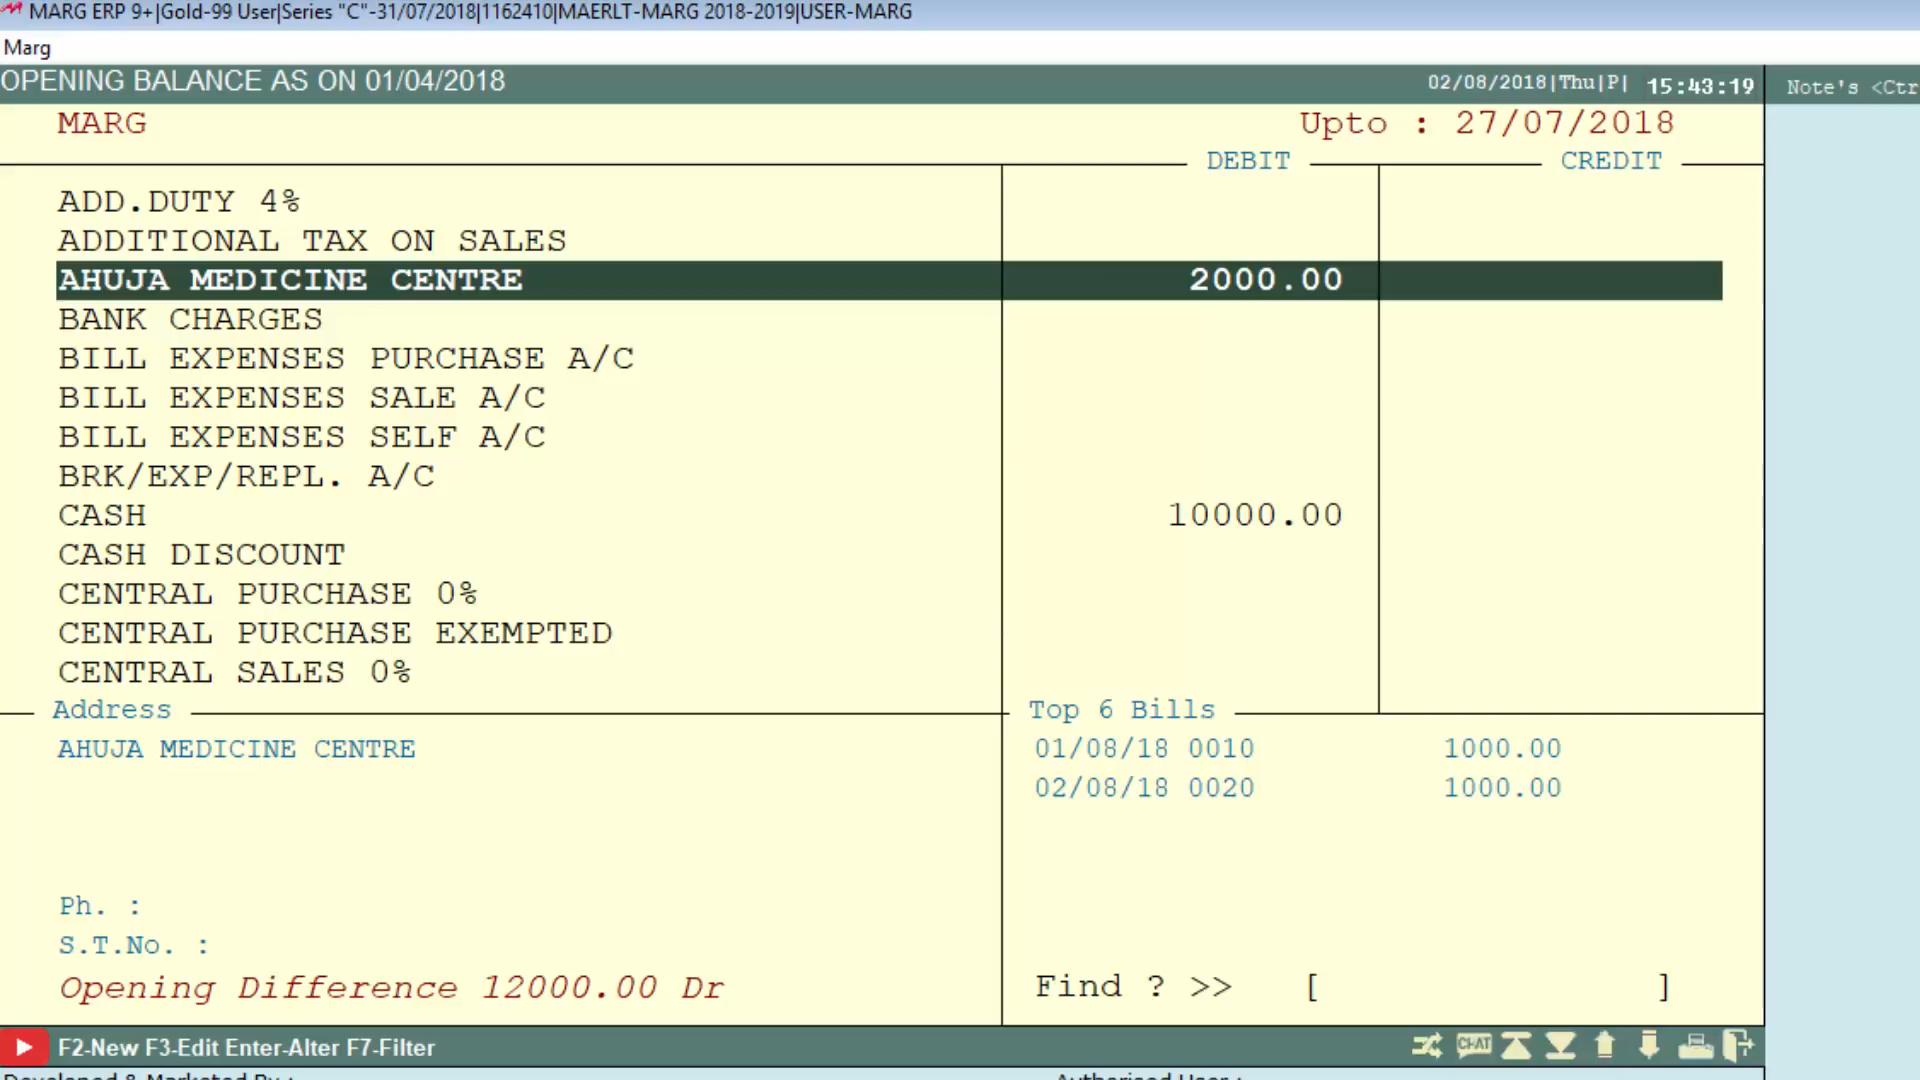 MARG ERP 9+|Gold-99 User|Series "C"-31/07/2018|1162410|MAERLT-MARG 2018-2019|USER-MARG
Marg
OPENING BALANCE AS ON 01/04/2018 02/08/2018|Thu|P| 15:43:19 Note's <Ctr
MARG Upto : 27/07/2018
DEBIT CREDIT
ADD.DUTY 4%
ADDITIONAL TAX ON SALES
AHUJA MEDICINE CENTRE 2000.00
BANK CHARGES
BILL EXPENSES PURCHASE A/C
BILL EXPENSES SALE A/C
BILL EXPENSES SELF A/C
BRK/EXP/REPL. A/C
CASH 10000.00
CASH DISCOUNT
CENTRAL PURCHASE 0%
CENTRAL PURCHASE EXEMPTED
CENTRAL SALES 0%
Address Top 6 Bills
AHUJA MEDICINE CENTRE 01/08/18 0010 1000.00
02/08/18 0020 1000.00
Ph. :
S.T.No. :
Opening Difference 12000.00 Dr Find ? >> [ ]
F2-New F3-Edit Enter-Alter F7-Filter CHAT
Developed & Marketed By : Authorised User :